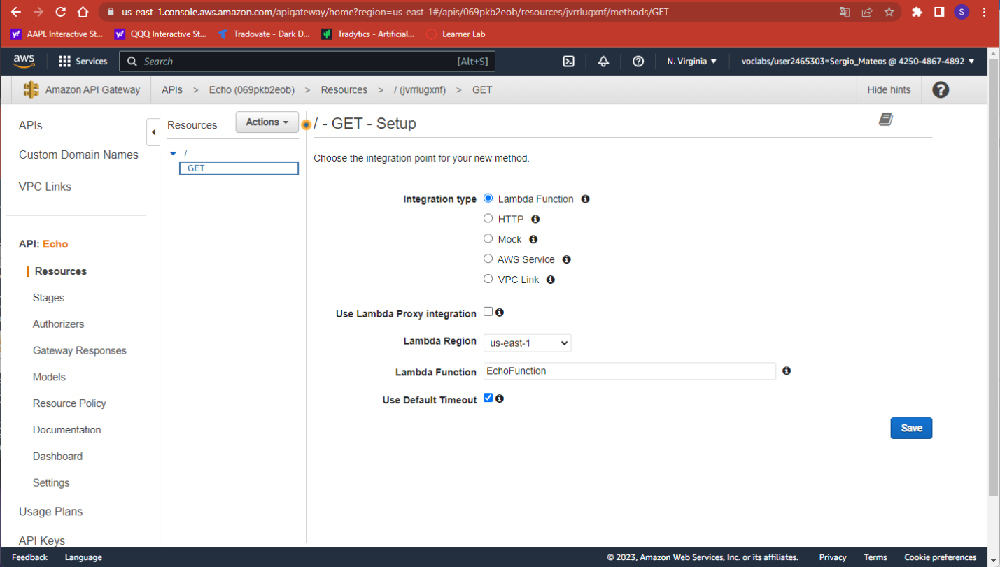 us-east-1.console.aws.amazon.com/apigateway/home?region=us-east-1#/apis/069pkb2eob/resources/jvrrlugxnf/methods/GET
S
AAPL Interactive St...
QQQ Interactive St...
Tradovate - Dark D...
Tradytics - Artificial...
Learner Lab
aws
Services
Search
[Alt+S]
N. Virginia ▼
voclabs/user2465303=Sergio_Mateos @ 4250-4867-4892 ▼
Amazon API Gateway
APIs > Echo (069pkb2eob) > Resources > / (jvrrlugxnf) > GET
Hide hints
APIs
Custom Domain Names
VPC Links
API: Echo
Resources
Stages
Authorizers
Gateway Responses
Models
Resource Policy
Documentation
Dashboard
Settings
Usage Plans
API Keys
Resources
Actions
/
GET
/ - GET - Setup
Choose the integration point for your new method.
Integration type
Lambda Function
HTTP
Mock
AWS Service
VPC Link
Use Lambda Proxy integration
Lambda Region
us-east-1
Lambda Function
EchoFunction
Use Default Timeout
Save
Feedback
Language
© 2023, Amazon Web Services, Inc. or its affiliates.
Privacy
Terms
Cookie preferences